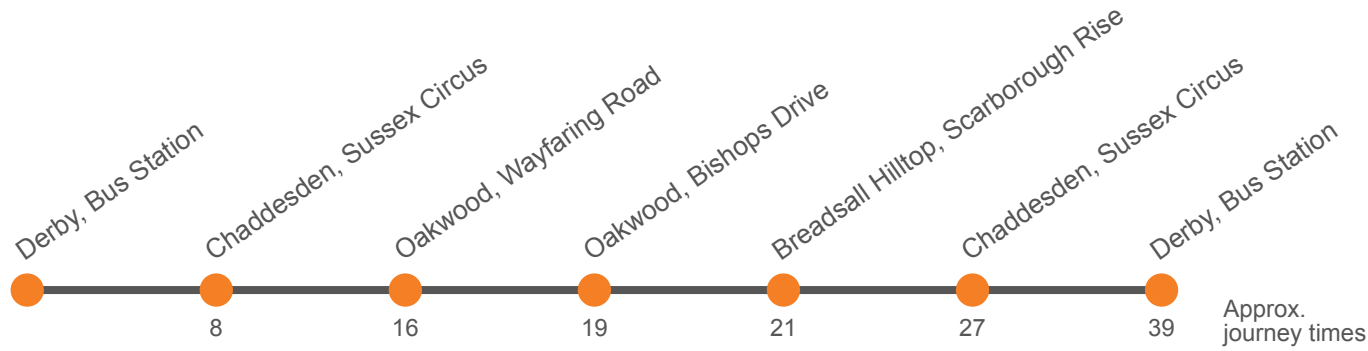 Derby, Bus Station
Chaddesden, Sussex Circus
Oakwood, Wayfaring Road
Oakwood, Bishops Drive
Breadsall Hilltop, Scarborough Rise
Chaddesden, Sussex Circus
Derby, Bus Station
8
16
19
21
27
39
Approx.
journey times